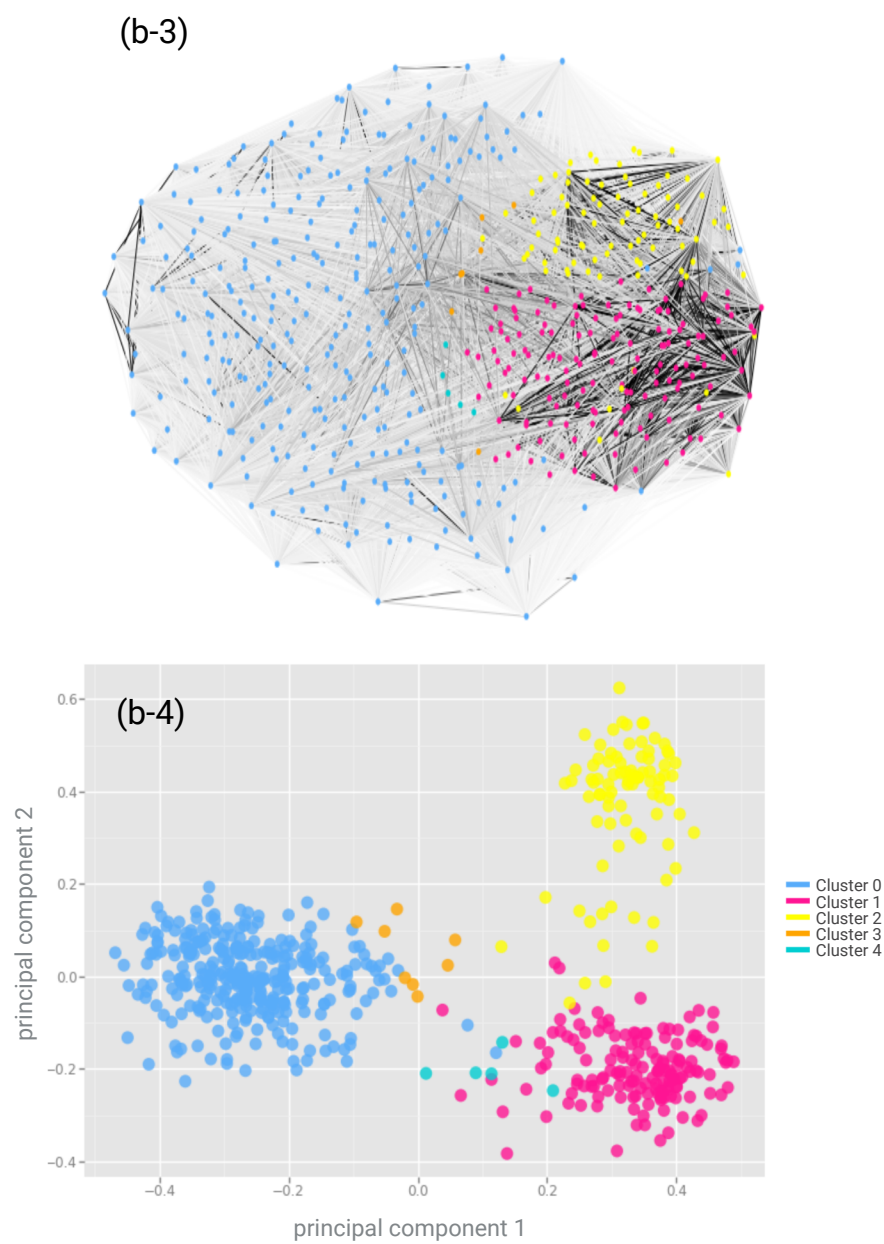 (b-3)
(b-4)
0.6
0.4
0.2
0.0
−0.2
−0.4
−0.4
−0.2
0.0
0.2
0.4
principal component 2
principal component 1
Cluster 0
Cluster 1
Cluster 2
Cluster 3
Cluster 4